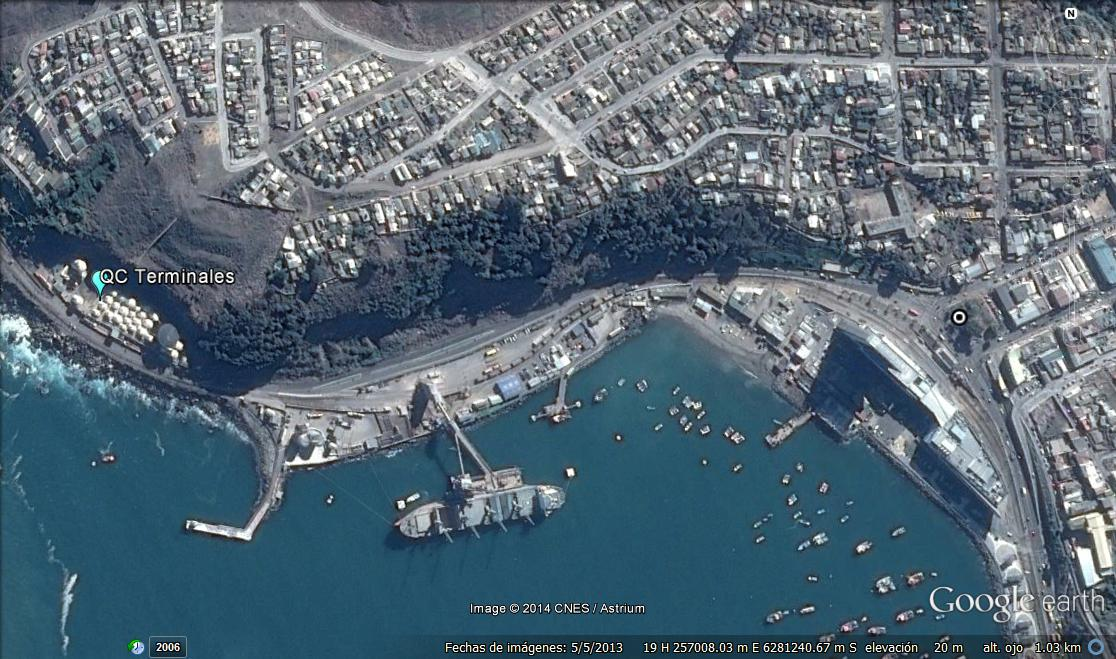 N
QC Terminales
Image © 2014 CNES / Astrium
Google earth
2006
Fechas de imágenes: 5/5/2013 19 H 257008.03 m E 6281240.67 m S elevación 20 m alt. ojo 1.03 km